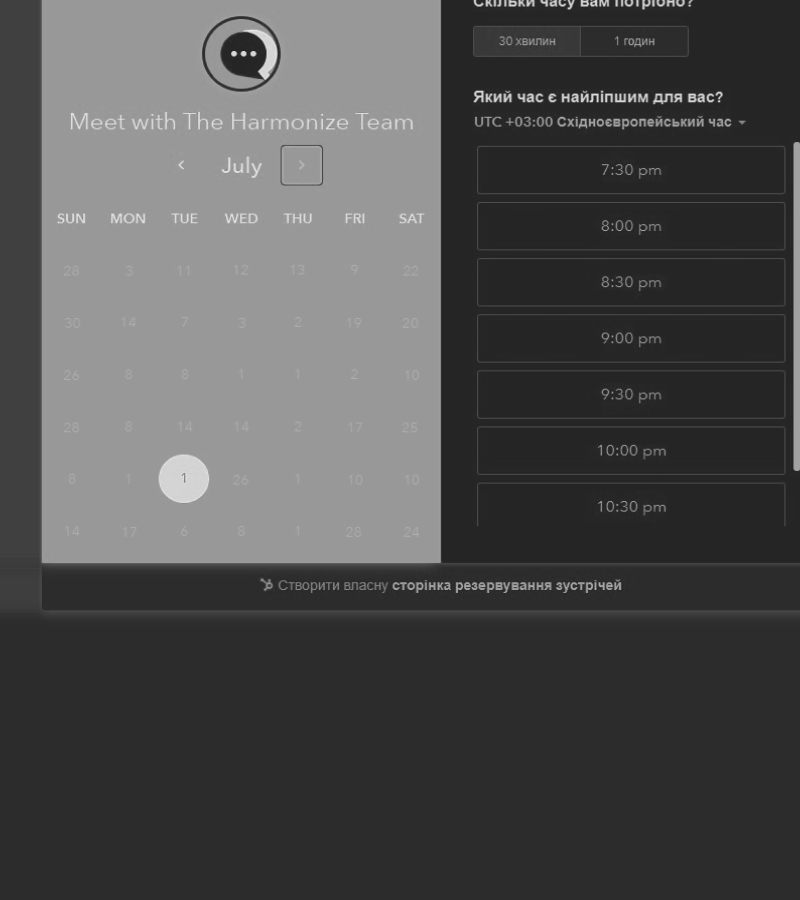 Meet with The Harmonize Team
July
SUN MON TUE WED THU FRI SAT
28 3 11 12 13 9 22
30 14 7 3 2 19 20
26 8 8 1 1 2 10
28 8 14 14 2 17 25
8 1 1 26 1 10 10
14 17 6 8 1 28 24
Скільки часу вам потрібно?
30 хвилин 1 годин
Який час є найліпшим для вас?
UTC +03:00 Східноєвропейський час
7:30 pm
8:00 pm
8:30 pm
9:00 pm
9:30 pm
10:00 pm
10:30 pm
Створити власну сторінка резервування зустрічей